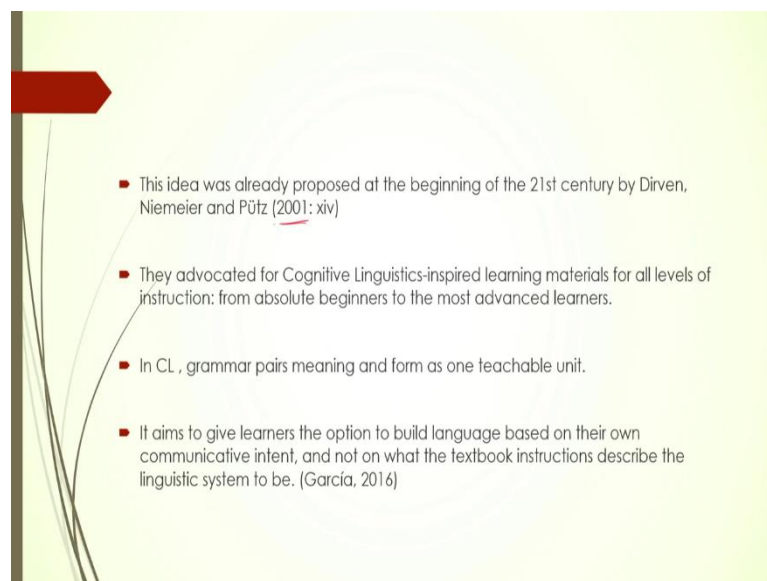 This idea was already proposed at the beginning of the 21st century by Dirven,
Niemeier and Pütz (2001: xiv)
They advocated for Cognitive Linguistics-inspired learning materials for all levels of
instruction: from absolute beginners to the most advanced learners.
In CL , grammar pairs meaning and form as one teachable unit.
It aims to give learners the option to build language based on their own
communicative intent, and not on what the textbook instructions describe the
linguistic system to be. (García, 2016)